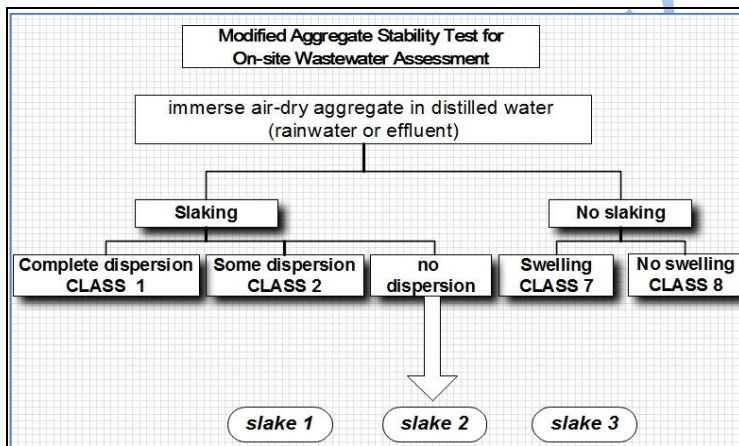 Modified Aggregate Stability Test for
On-site Wastewater Assessment
immerse air-dry aggregate in distilled water
(rainwater or effluent)
Slaking
No slaking
Complete dispersion
CLASS 1
Some dispersion
CLASS 2
no
dispersion
Swelling
CLASS 7
No swelling
CLASS 8
slake 1
slake 2
slake 3